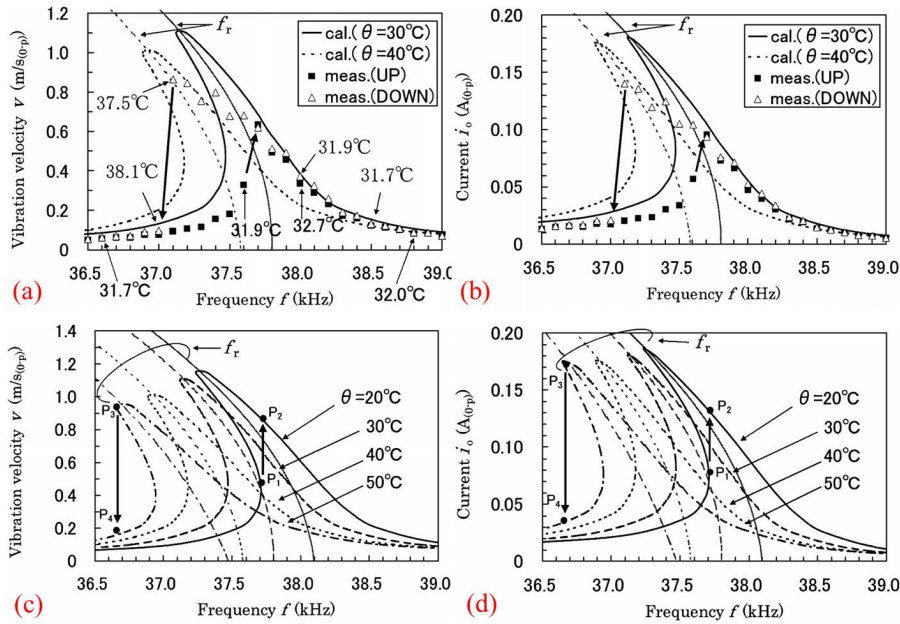 1.2
1.0
0.8
0.6
0.4
0.2
0
Vibration velocity v (m/s(0-p))
fr
cal.(θ=30℃)
cal.(θ=40℃)
meas.(UP)
meas.(DOWN)
37.5℃
38.1℃
31.9℃
31.7℃
31.9℃
32.7℃
31.7℃
32.0℃
36.5 37.0 37.5 38.0 38.5 39.0
Frequency f (kHz)
(a)
0.20
0.15
0.10
0.05
0.00
Current io (A(0-p))
fr
cal.(θ=30℃)
cal.(θ=40℃)
meas.(UP)
meas.(DOWN)
36.5 37.0 37.5 38.0 38.5 39.0
Frequency f (kHz)
(b)
1.4
1.2
1.0
0.8
0.6
0.4
0.2
0
Vibration velocity v (m/s(0-p))
fr
P3
P2
P1
P4
θ=20℃
30℃
40℃
50℃
36.5 37.0 37.5 38.0 38.5 39.0
Frequency f (kHz)
(c)
0.20
0.15
0.10
0.05
0.00
Current io (A(0-p))
fr
P3
P2
P1
P4
θ=20℃
30℃
40℃
50℃
36.5 37.0 37.5 38.0 38.5 39.0
Frequency f (kHz)
(d)